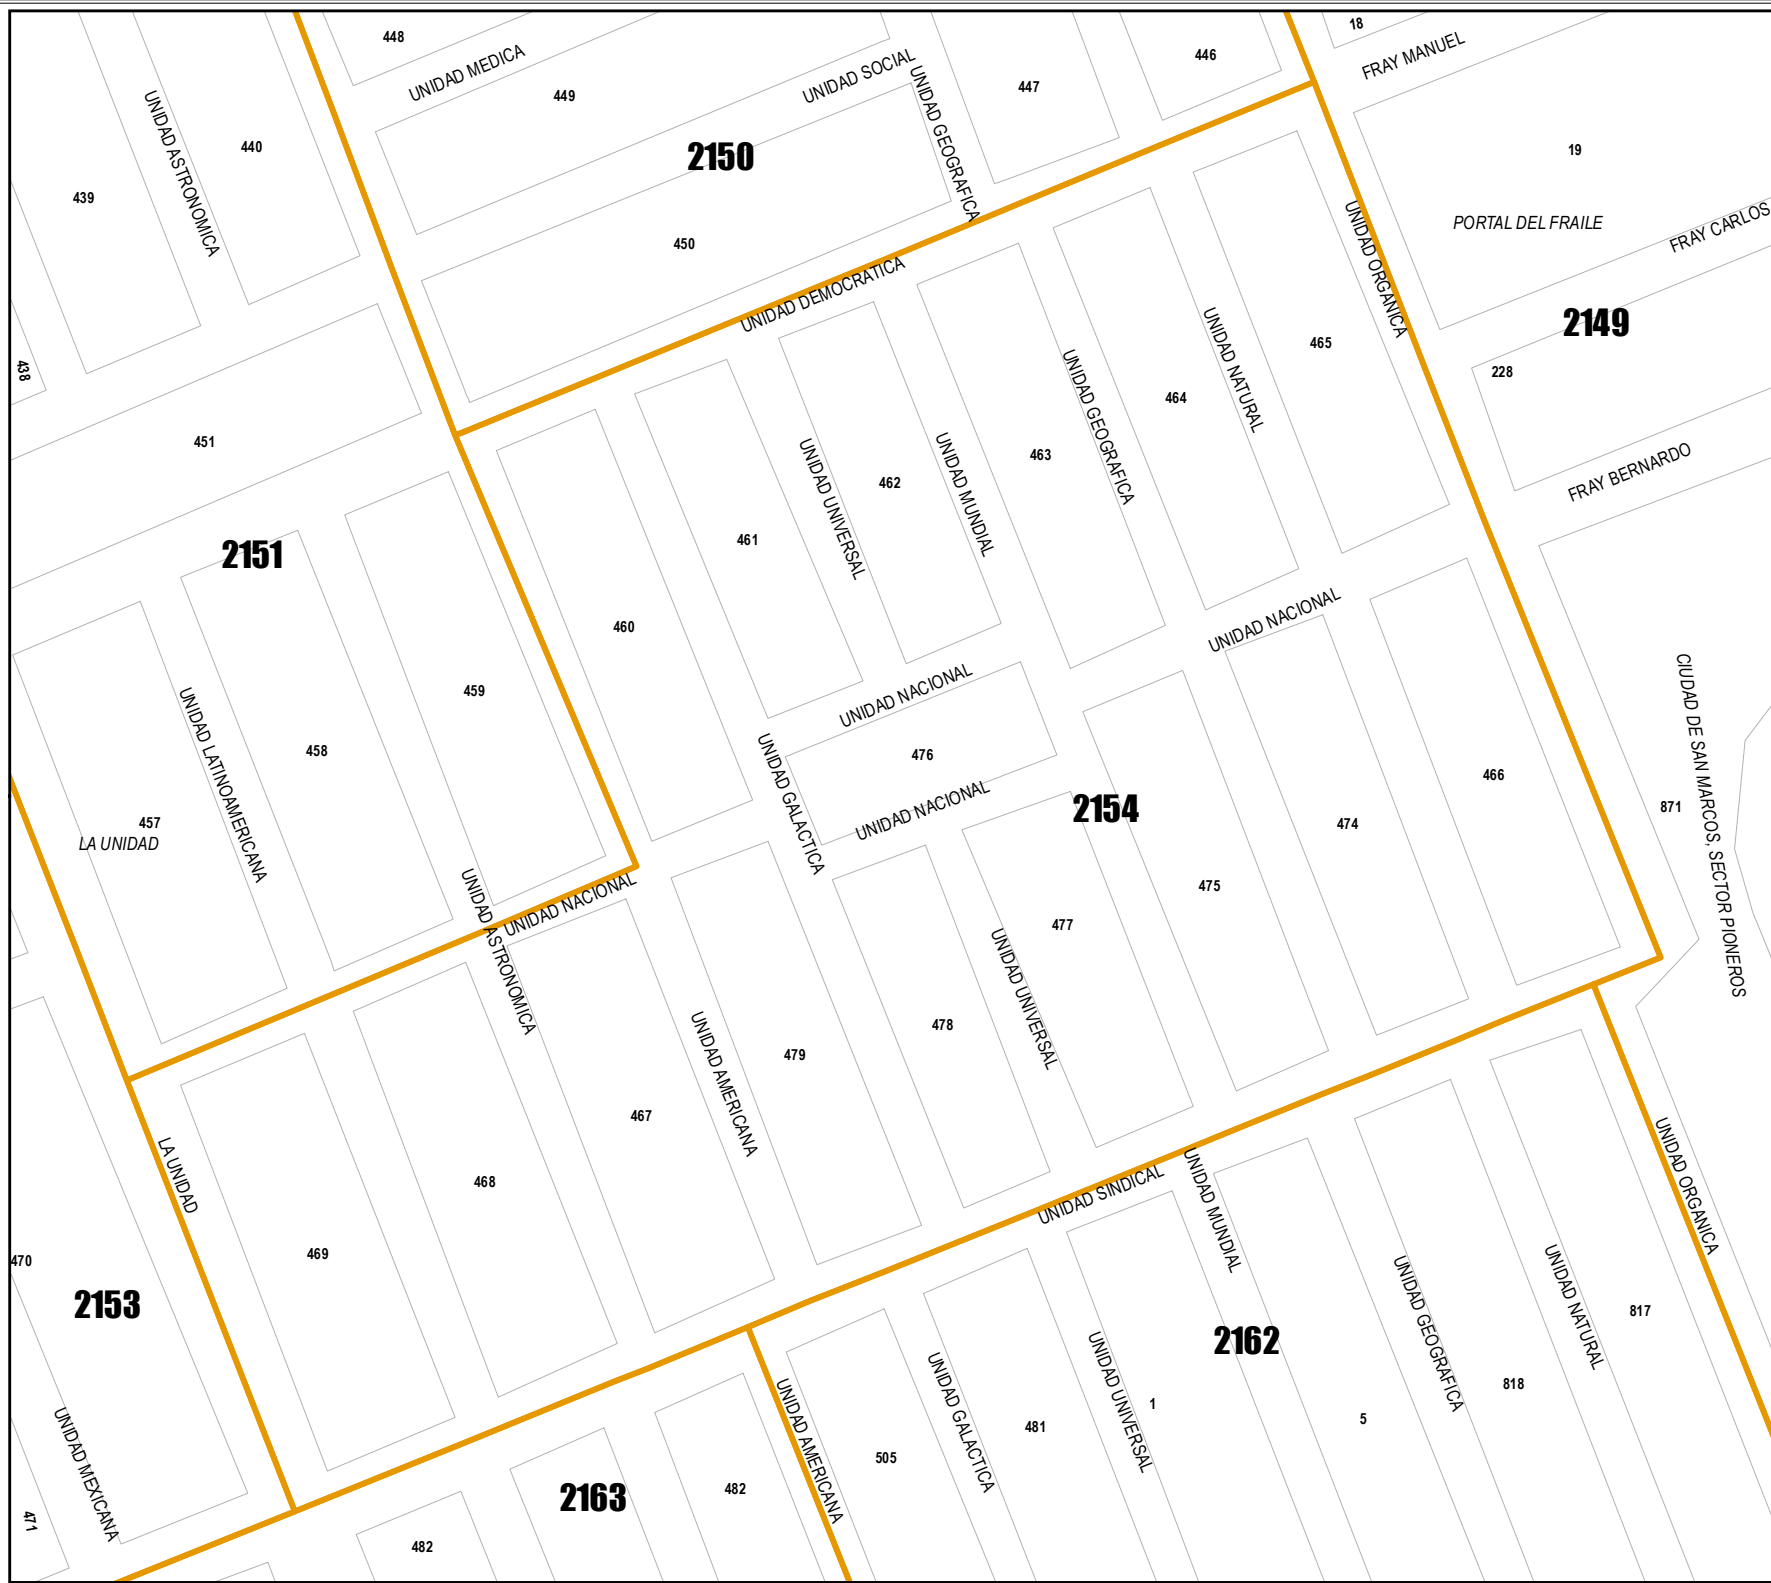 448
18
446
FRAY MANUEL
UNIDAD MEDICA
UNIDAD SOCIAL
447
449
UNIDAD GEOGRAFICA
UNIDAD ASTRONOMICA
440
2150
19
439
PORTAL DEL FRAILE
FRAY CARLOS
450
UNIDAD ORGANICA
UNIDAD DEMOCRATICA
2149
465
UNIDAD NATURAL
438
228
464
UNIDAD GEOGRAFICA
451
463
462
UNIDAD MUNDIAL
UNIDAD UNIVERSAL
FRAY BERNARDO
461
2151
UNIDAD NACIONAL
460
459
UNIDAD NACIONAL
458
476
466
UNIDAD LATINOAMERICANA
UNIDAD GALACTICA
UNIDAD NACIONAL
2154
871
CIUDAD DE SAN MARCOS, SECTOR PIONEROS
457
474
LA UNIDAD
475
UNIDAD NACIONAL
477
UNIDAD ASTRONOMICA
UNIDAD UNIVERSAL
478
479
UNIDAD AMERICANA
467
LA UNIDAD
468
UNIDAD SINDICAL
UNIDAD MUNDIAL
UNIDAD ORGANICA
469
470
2153
817
UNIDAD NATURAL
UNIDAD GEOGRAFICA
2162
818
1
5
UNIDAD UNIVERSAL
481
UNIDAD GALACTICA
505
UNIDAD AMERICANA
482
2163
UNIDAD MEXICANA
471
482